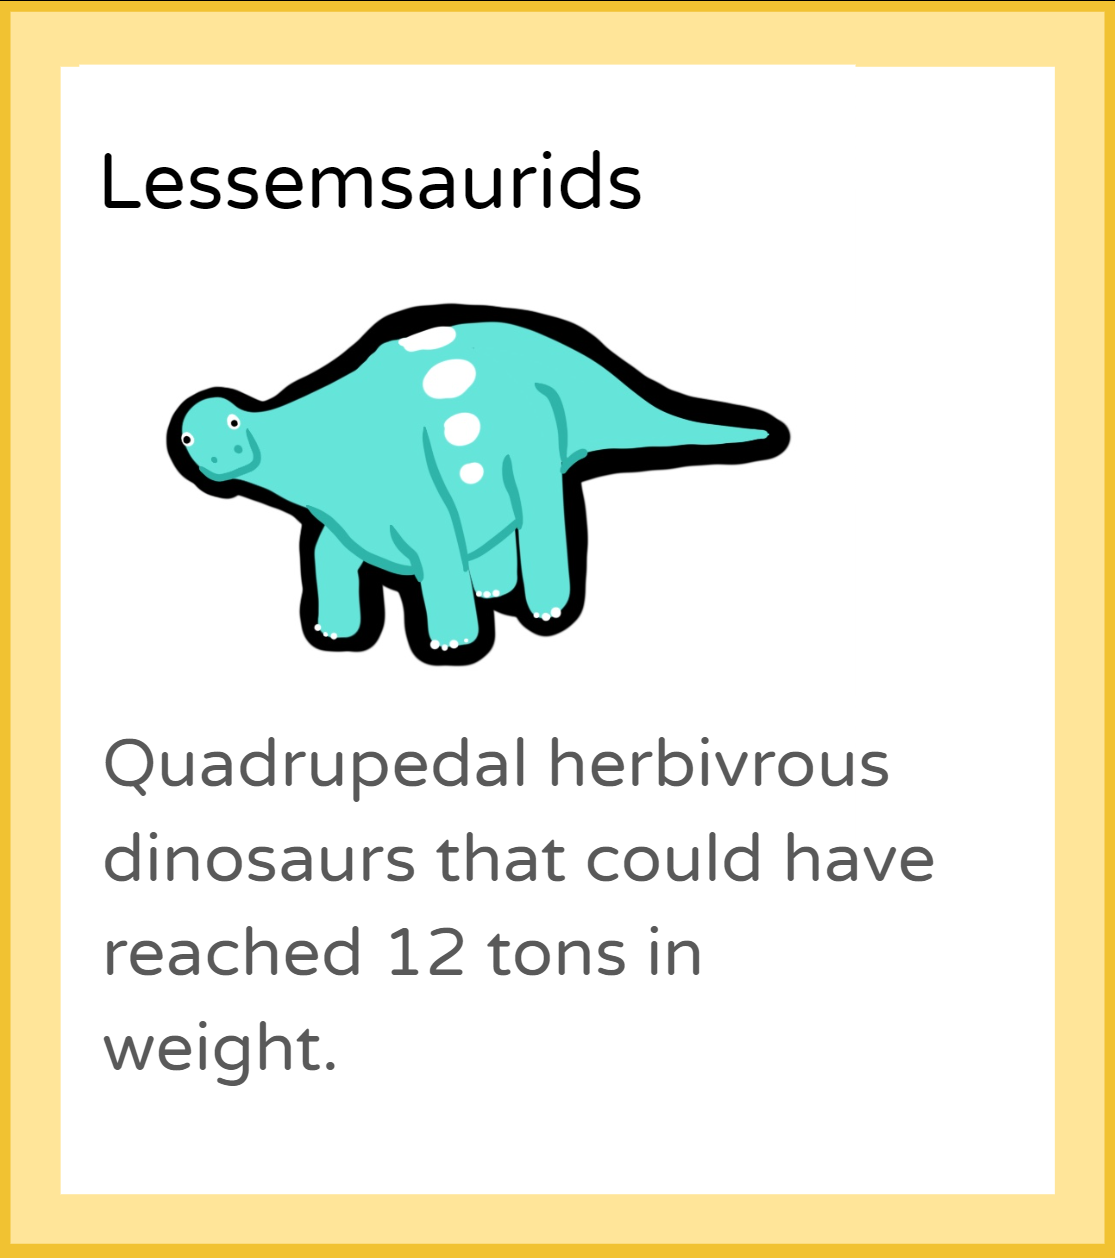 Lessemsaurids
Quadrupedal herbivrous
dinosaurs that could have
reached 12 tons in
weight.